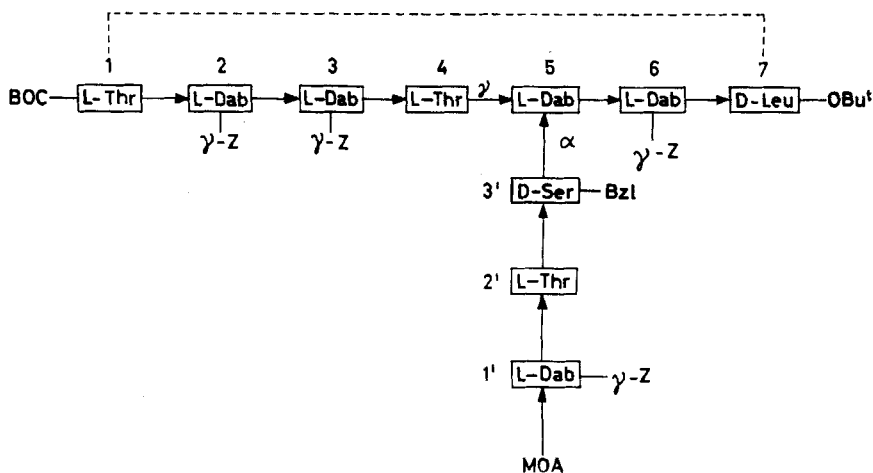 1 2 3 4 5 6 7
BOC L-Thr L-Dab L-Dab L-Thr γ L-Dab L-Dab D-Leu OBuᵗ
γ-Z γ-Z α γ-Z
3' D-Ser Bzl
2' L-Thr
1' L-Dab γ-Z
MOA